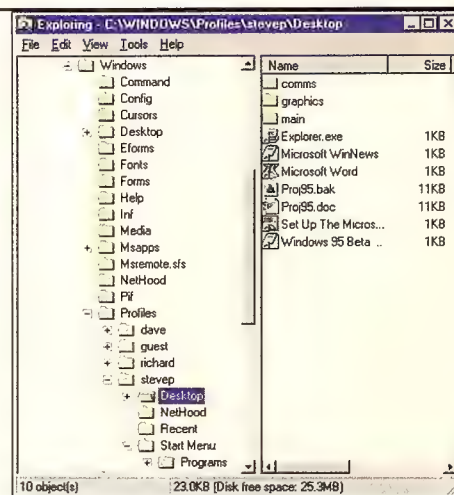 Exploring - C:\WINDOWS\Profiles\stevep\Desktop
File Edit View Tools Help
Windows
Command
Config
Cursors
Desktop
Eforms
Fonts
Forms
Help
Inf
Media
Msapps
Msremote.sfs
NetHood
Pif
Profiles
dave
guest
richard
stevep
Desktop
NetHood
Recent
Start Menu
Programs
Name Size
comms
graphics
main
Explorer.exe 1KB
Microsoft WinNews 1KB
Microsoft Word 1KB
Proj95.bak 11KB
Proj95.doc 11KB
Set Up The Micros... 1KB
Windows 95 Beta .. 1KB
10 object(s) 23.0KB (Disk free space: 25.3MB)